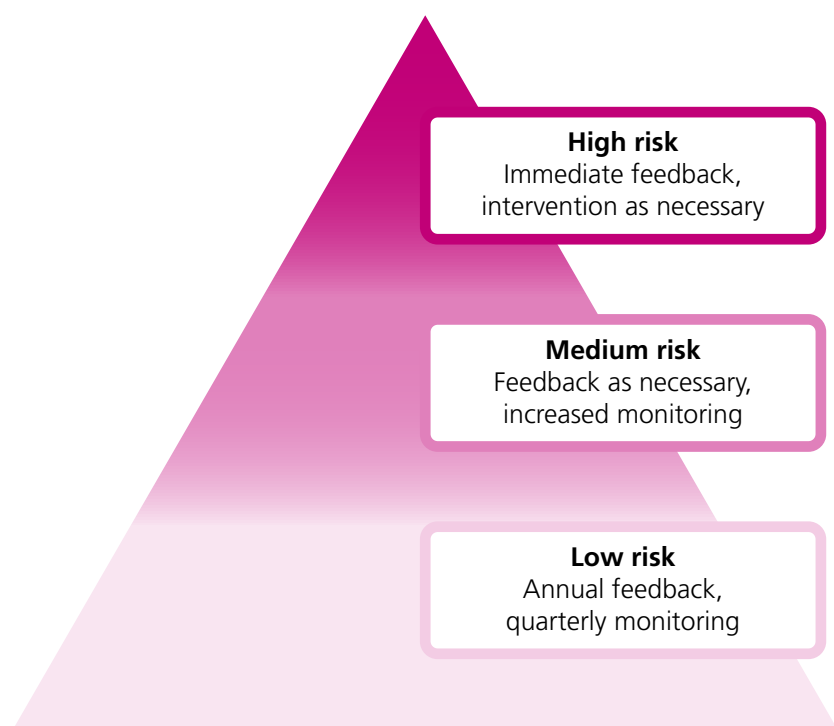 High risk
Immediate feedback,
intervention as necessary
Medium risk
Feedback as necessary,
increased monitoring
Low risk
Annual feedback,
quarterly monitoring